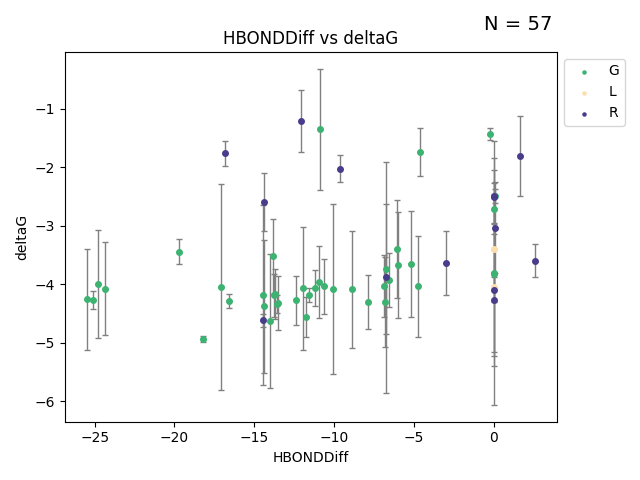 N = 57
HBONDDiff vs deltaG
G
L
R
−1
−2
−3
−4
−5
−6
deltaG
−25
−20
−15
−10
−5
0
HBONDDiff